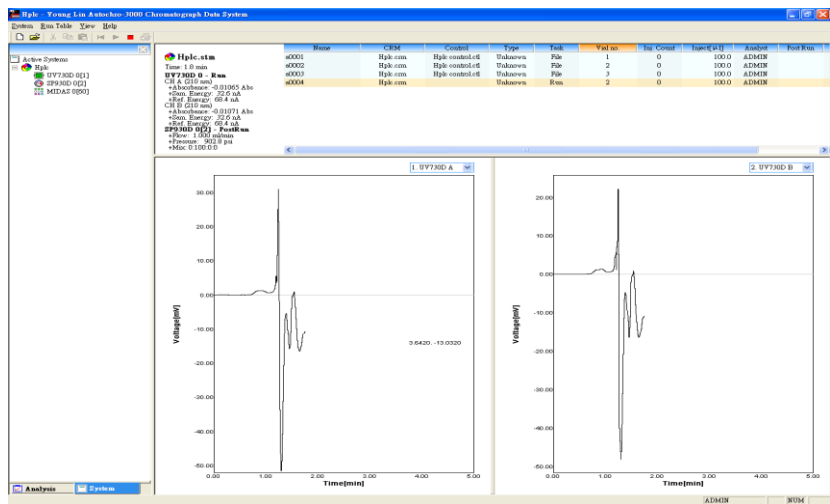 Hplc - Young Lin Autochro-3000 Chromatograph Data System
System Run Table View Help
Active Systems
Hplc
UV730D 0[1]
SP930D 0[2]
MIDAS 0[60]
Hplc.stm
Time: 1.8 min
UV730D 0 - Run
CH A (210 nm)
+Absorbance: -0.01065 Abs
+Sam. Energy: 32.6 nA
+Ref. Energy: 68.4 nA
CH B (210 nm)
+Absorbance: -0.01071 Abs
+Sam. Energy: 32.6 nA
+Ref. Energy: 68.4 nA
SP930D 0[2] - PostRun
+Flow: 1.000 ml/min
+Pressure: 902.8 psi
+Mix: 0:100:0:0
Name CRM Control Type Task Vial no. Inj. Count Inject[µl] Analyst Post Run
s0001 Hplc.crm Hplc control.ctl Unknown File 1 0 100.0 ADMIN
s0002 Hplc.crm Hplc control.ctl Unknown File 2 0 100.0 ADMIN
s0003 Hplc.crm Hplc control.ctl Unknown File 3 0 100.0 ADMIN
s0004 Hplc.crm Hplc control.ctl Unknown Run 2 0 100.0 ADMIN
1. UV730D A
30.00
20.00
10.00
0.00
-10.00
-20.00
-30.00
-40.00
-50.00
Voltage[mV]
3.6420, -13.0320
0.00 1.00 2.00 3.00 4.00 5.00
Time[min]
2. UV730D B
20.00
10.00
0.00
-10.00
-20.00
-30.00
-40.00
-50.00
Voltage[mV]
0.00 1.00 2.00 3.00 4.00 5.00
Time[min]
Analysis System
ADMIN NUM